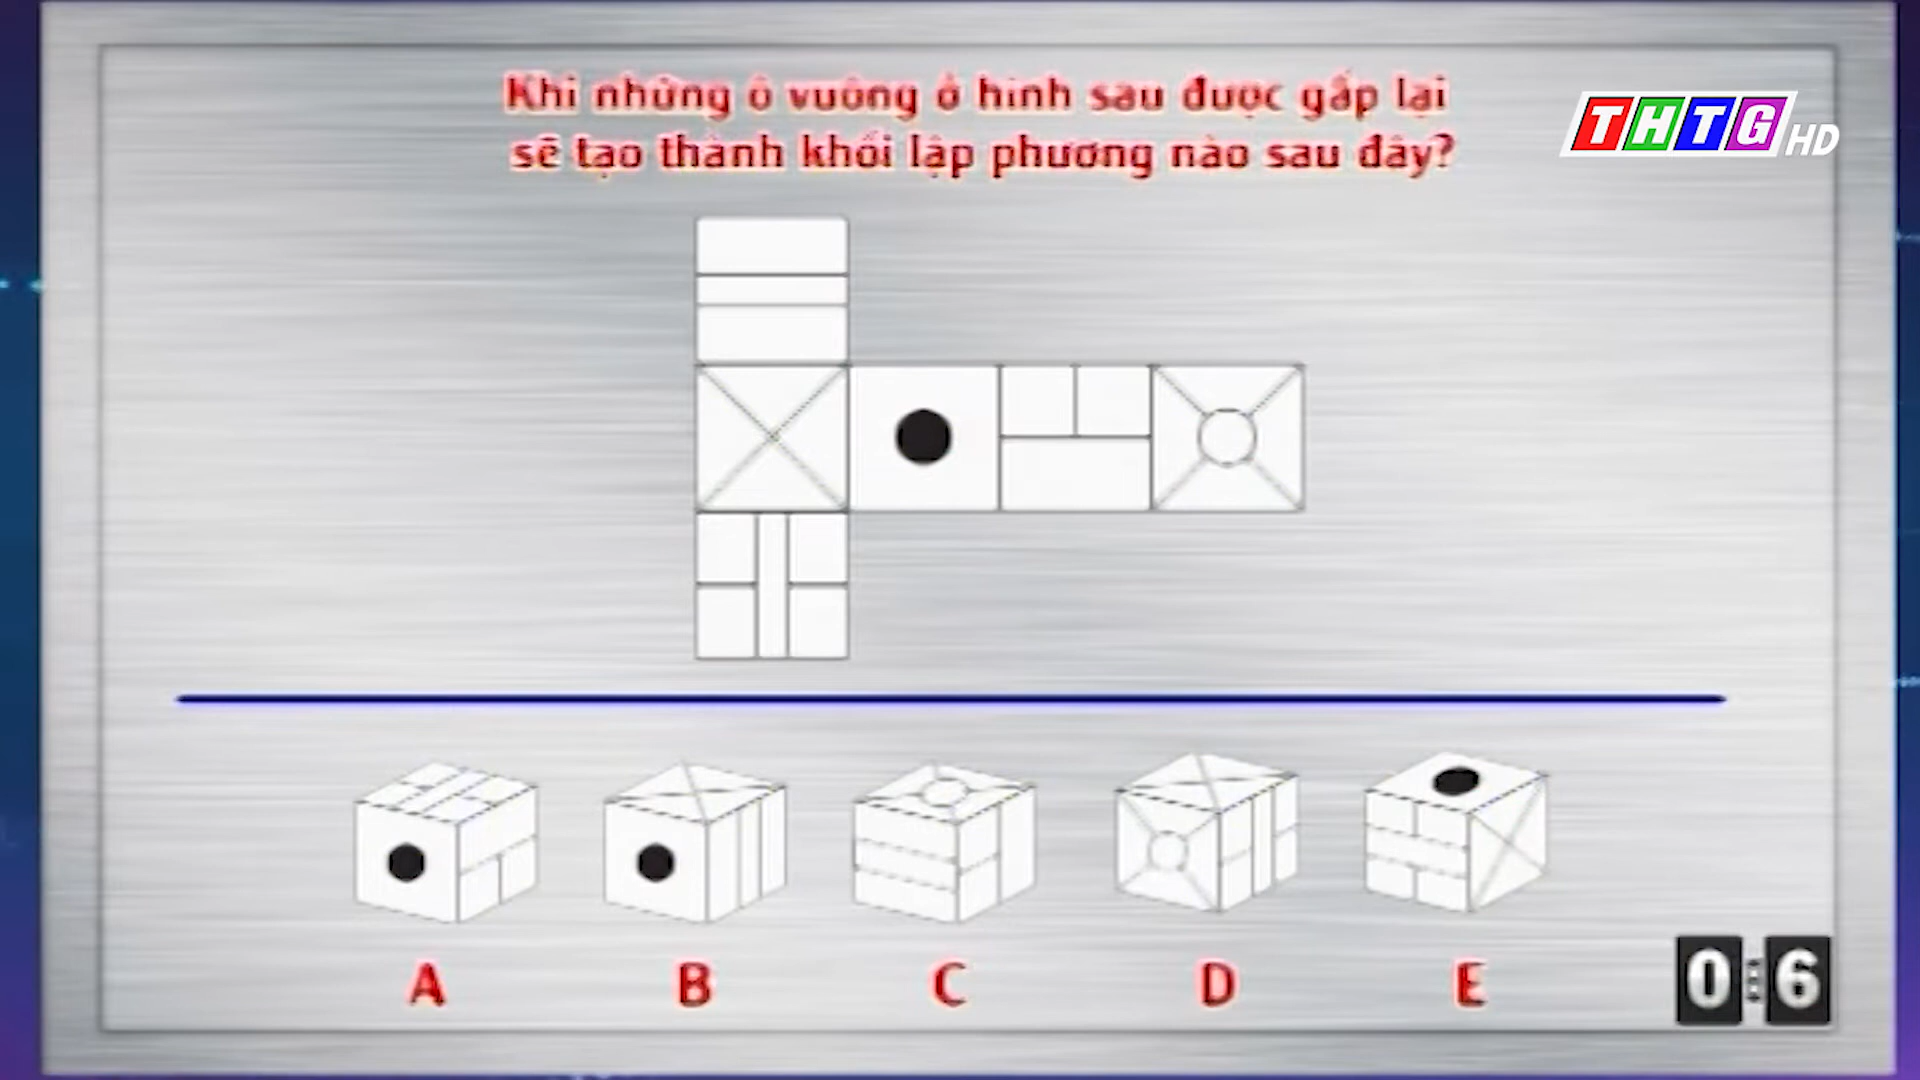 Khi những ô vuông ở hình sau được gấp lại
sẽ tạo thành khối lập phương nào sau đây?
THTG HD
A B C D E
0:6